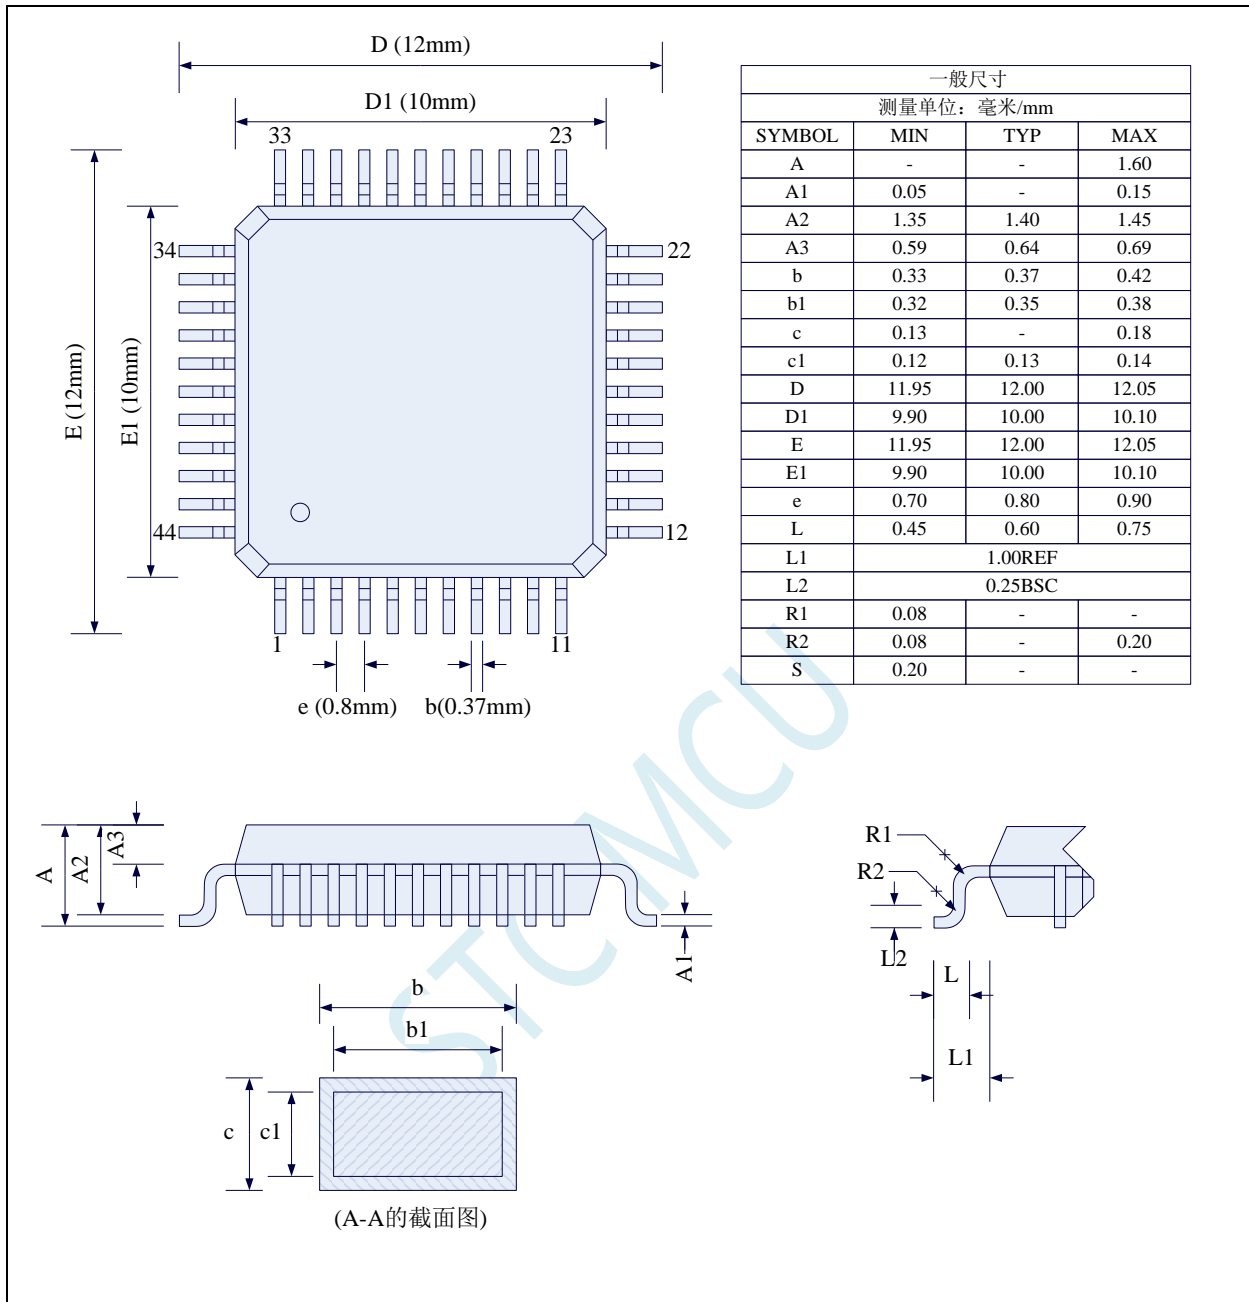 D (12mm)
D1 (10mm)
33 23
34 22
E (12mm)
E1 (10mm)
44 12
1 11
e (0.8mm) b(0.37mm)
一般尺寸
测量单位：毫米/mm
SYMBOL MIN TYP MAX
A - - 1.60
A1 0.05 - 0.15
A2 1.35 1.40 1.45
A3 0.59 0.64 0.69
b 0.33 0.37 0.42
b1 0.32 0.35 0.38
c 0.13 - 0.18
c1 0.12 0.13 0.14
D 11.95 12.00 12.05
D1 9.90 10.00 10.10
E 11.95 12.00 12.05
E1 9.90 10.00 10.10
e 0.70 0.80 0.90
L 0.45 0.60 0.75
L1 1.00REF
L2 0.25BSC
R1 0.08 - -
R2 0.08 - 0.20
S 0.20 - -
STC MCU
A A2 A3
A1
R1
R2
L2
L
L1
b
b1
c c1
(A-A的截面图)